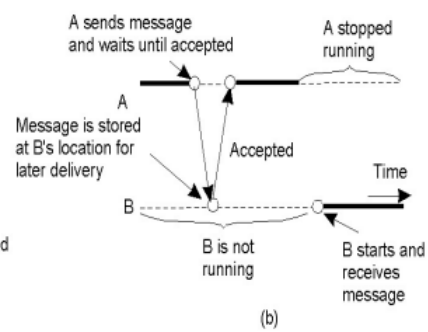 A sends message
and waits until accepted
A stopped
running
A
Message is stored
at B's location for
later delivery
Accepted
Time
B
d
B is not
running
B starts and
receives
message
(b)